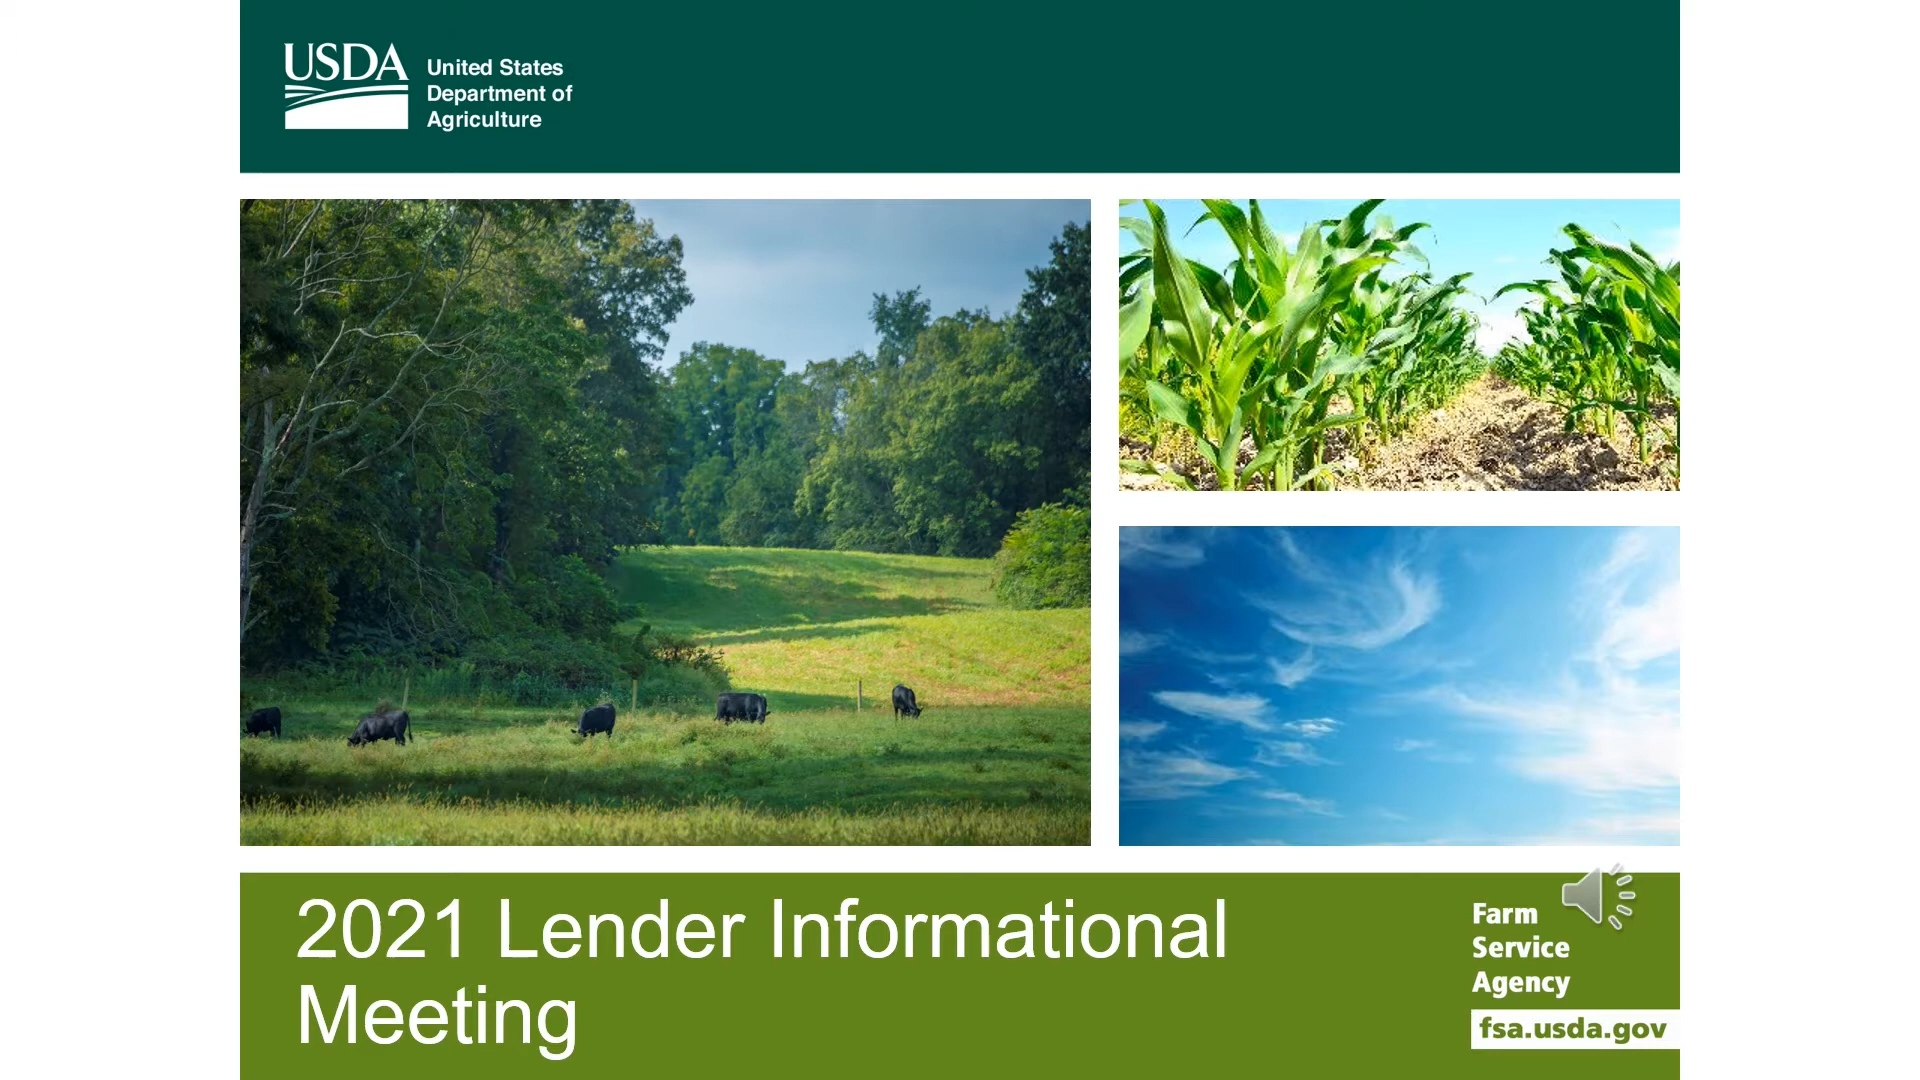 USDA
United States
Department of
Agriculture
2021 Lender Informational
Meeting
Farm
Service
Agency
fsa.usda.gov